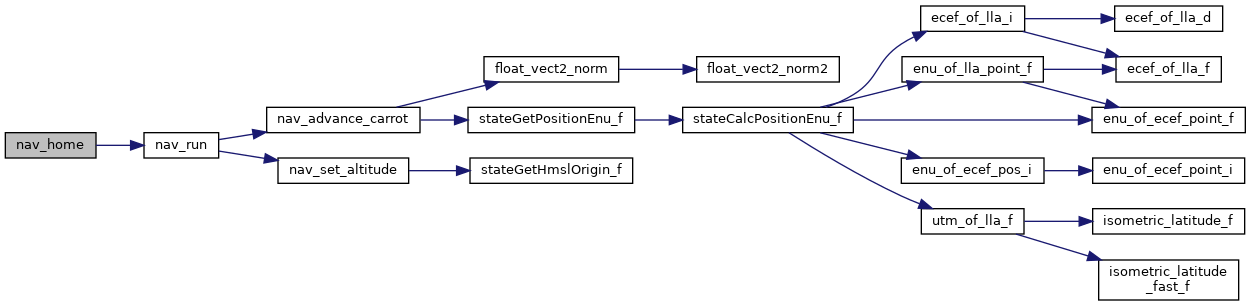 ecef_of_lla_i
ecef_of_lla_d
float_vect2_norm
float_vect2_norm2
enu_of_lla_point_f
ecef_of_lla_f
nav_advance_carrot
stateGetPositionEnu_f
stateCalcPositionEnu_f
enu_of_ecef_point_f
nav_home
nav_run
nav_set_altitude
stateGetHmslOrigin_f
enu_of_ecef_pos_i
enu_of_ecef_point_i
utm_of_lla_f
isometric_latitude_f
isometric_latitude
_fast_f